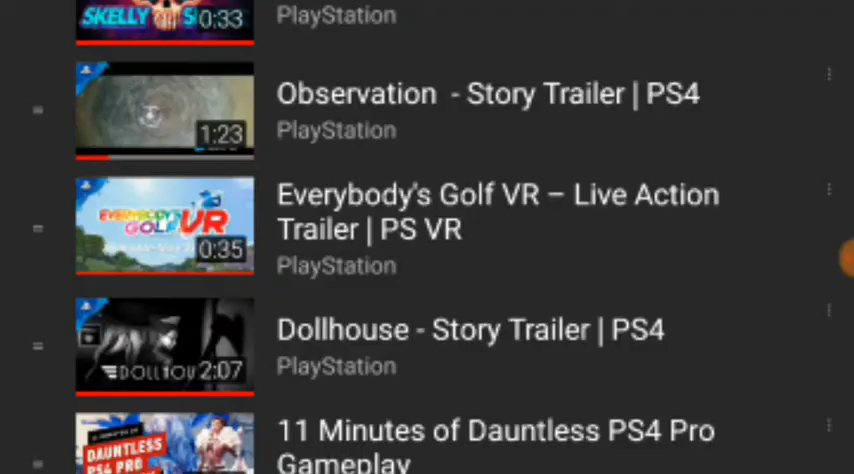 SKELLY
0:33
PlayStation
Observation - Story Trailer | PS4
PlayStation
1:23
Everybody's Golf VR – Live Action
Trailer | PS VR
PlayStation
EVERYBODY'S
GOLF VR
0:35
Dollhouse - Story Trailer | PS4
PlayStation
2:07
11 Minutes of Dauntless PS4 Pro
Gameplay
DAUNTLESS
PS4 PRO